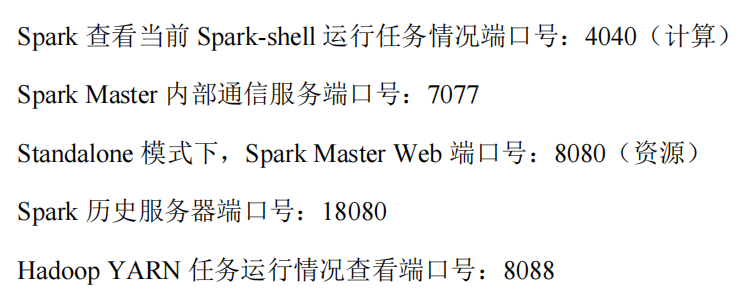 Spark 查看当前 Spark-shell 运行任务情况端口号：4040（计算）
Spark Master 内部通信服务端口号：7077
Standalone 模式下，Spark Master Web 端口号：8080（资源）
Spark 历史服务器端口号：18080
Hadoop YARN 任务运行情况查看端口号：8088